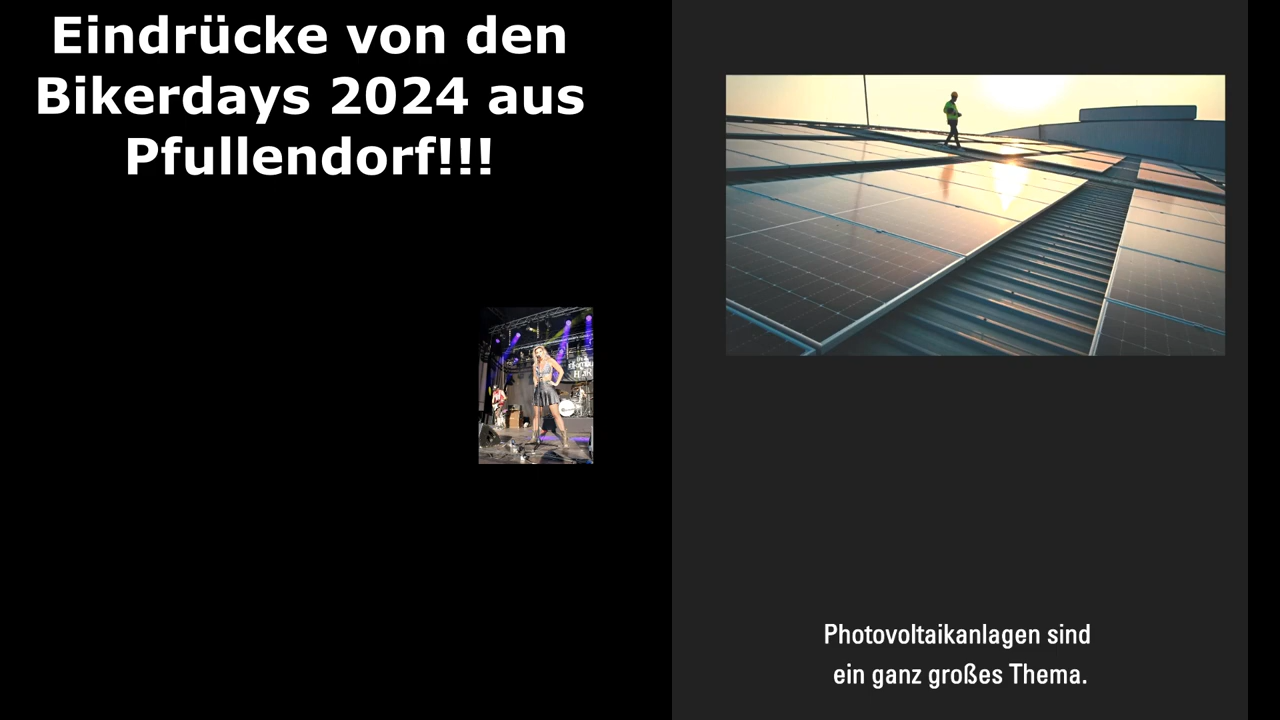 Eindrücke von den
Bikerdays 2024 aus
Pfullendorf!!!
Photovoltaikanlagen sind
ein ganz großes Thema.